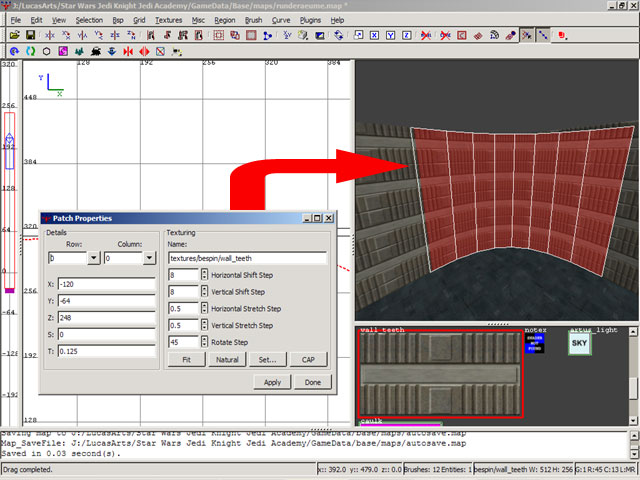 J:/LucasArts/Star Wars Jedi Knight Jedi Academy/GameData/Base/maps/runderaeume.map *
File Edit View Selection Bsp Grid Textures Misc Region Brush Curve Plugins Help
128 192 256 320 384
Y
X
448
384
192
128
320
256
192
128
64
0
-64
-128
-192
Patch Properties
Details
Row: Column:
0 0
X: -120
Y: -64
Z: 248
S: 0
T: 0.125
Texturing
Name:
textures/bespin/wall_teeth
8 Horizontal Shift Step
8 Vertical Shift Step
0.5 Horizontal Stretch Step
0.5 Vertical Stretch Step
45 Rotate Step
Fit Natural Set... CAP
Apply Done
wall_teeth notex artus_light
SHADER NOT FOUND
SKY
caulk
Saving map to J:/LucasArts/Star Wars Jedi Knight Jedi Academy/GameData/base/maps/autosave.map
Map_SaveFile: J:/LucasArts/Star Wars Jedi Knight Jedi Academy/GameData/base/maps/autosave.map
Saved in 0.03 second(s).
Drag completed. x:: 392.0 y:: 479.0 z:: 0.0 Brushes: 12 Entities: 1 bespin/wall_teeth W: 512 H: 256 G:1 R:45 C:13 L:MR